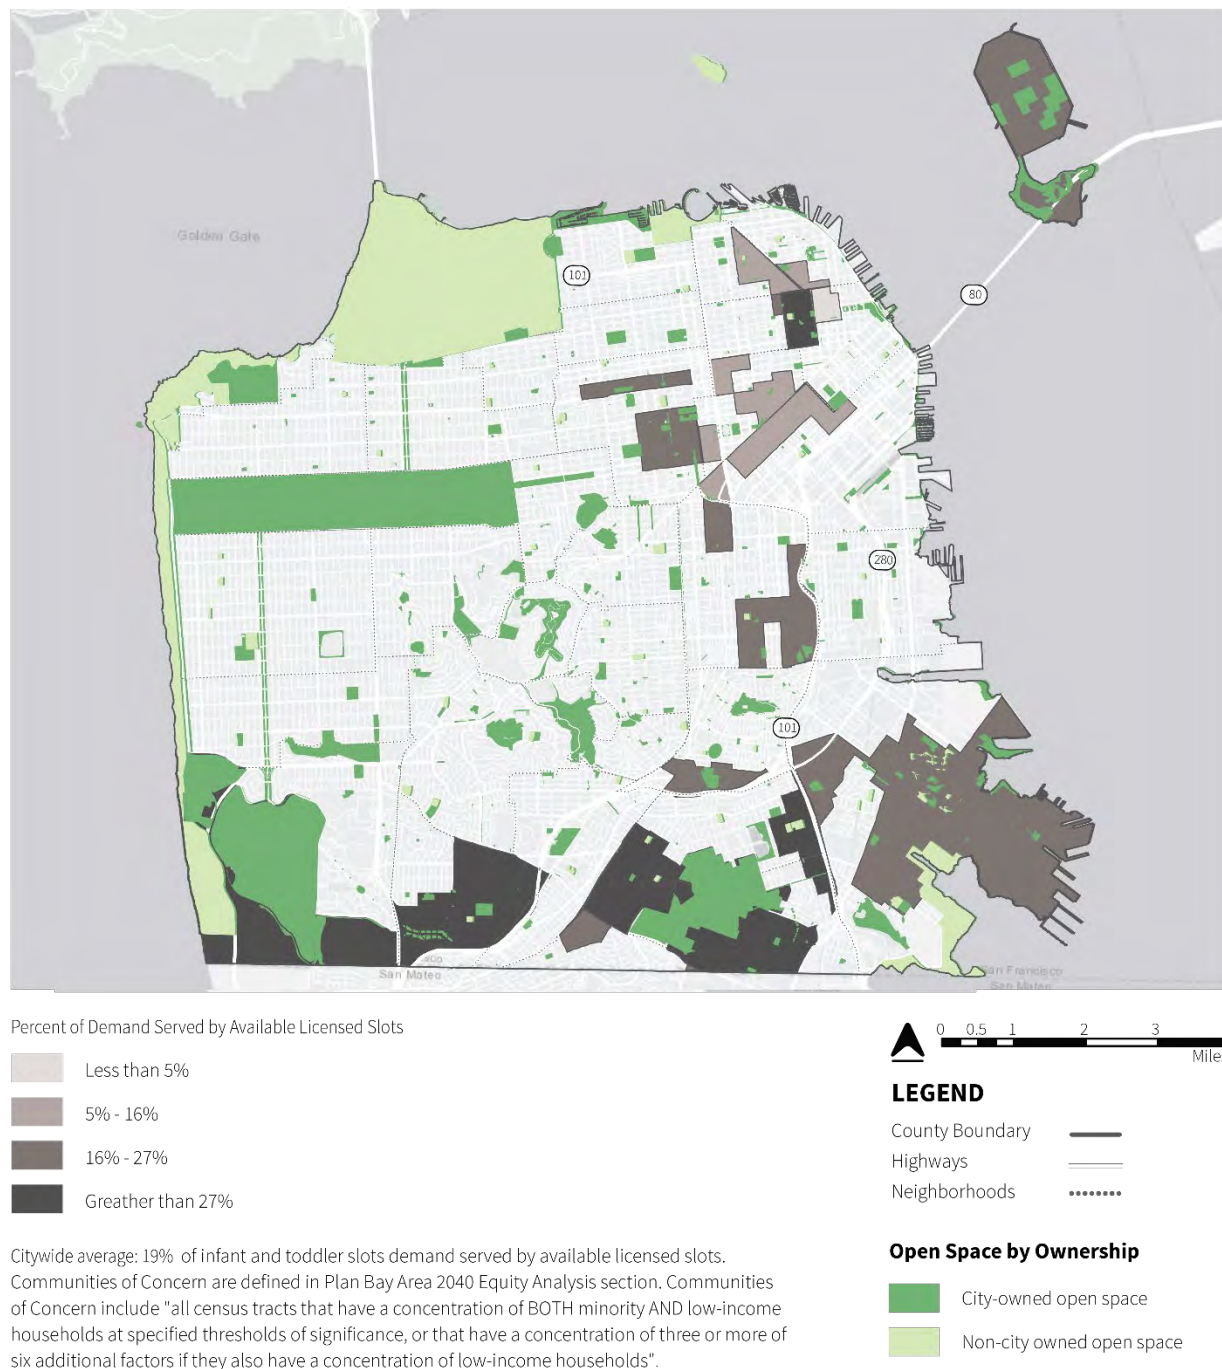 Golden Gate
101
80
280
101
San Mateo
San Francisco
San Mateo
Percent of Demand Served by Available Licensed Slots
Less than 5%
5% - 16%
16% - 27%
Greather than 27%
Citywide average: 19% of infant and toddler slots demand served by available licensed slots.
Communities of Concern are defined in Plan Bay Area 2040 Equity Analysis section. Communities
of Concern include "all census tracts that have a concentration of BOTH minority AND low-income
households at specified thresholds of significance, or that have a concentration of three or more of
six additional factors if they also have a concentration of low-income households".
0 0.5 1 2 3
Mile
LEGEND
County Boundary
Highways
Neighborhoods
Open Space by Ownership
City-owned open space
Non-city owned open space